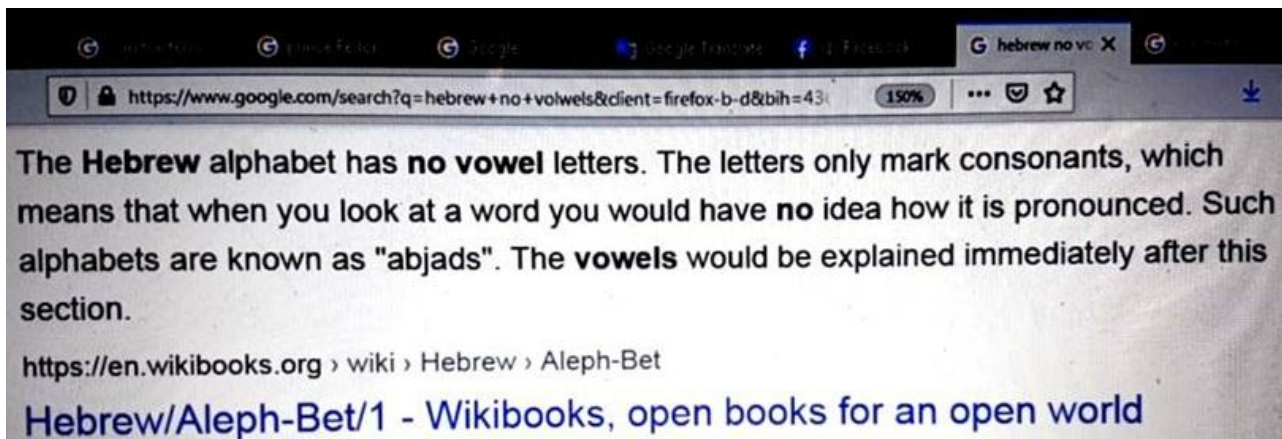 Google
Google Translate
Facebook
hebrew no vo
https://www.google.com/search?q=hebrew+no+volwels&client=firefox-b-d&bih=43
150%
The Hebrew alphabet has no vowel letters. The letters only mark consonants, which
means that when you look at a word you would have no idea how it is pronounced. Such
alphabets are known as "abjads". The vowels would be explained immediately after this
section.
https://en.wikibooks.org › wiki › Hebrew › Aleph-Bet
Hebrew/Aleph-Bet/1 - Wikibooks, open books for an open world